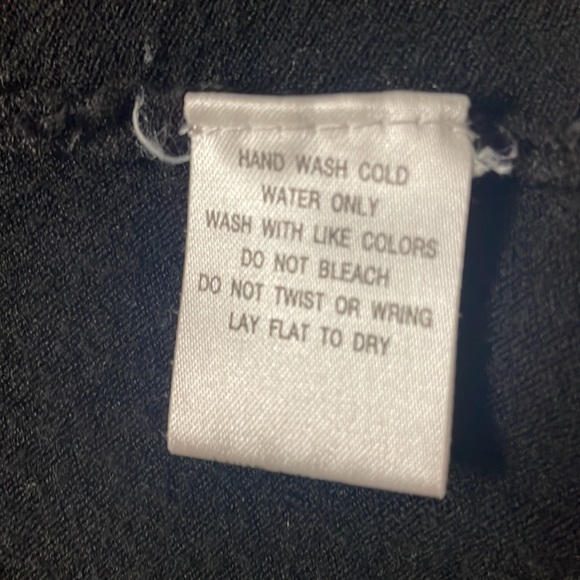 HAND WASH COLD
WATER ONLY
WASH WITH LIKE COLORS
DO NOT BLEACH
DO NOT TWIST OR WRING
LAY FLAT TO DRY